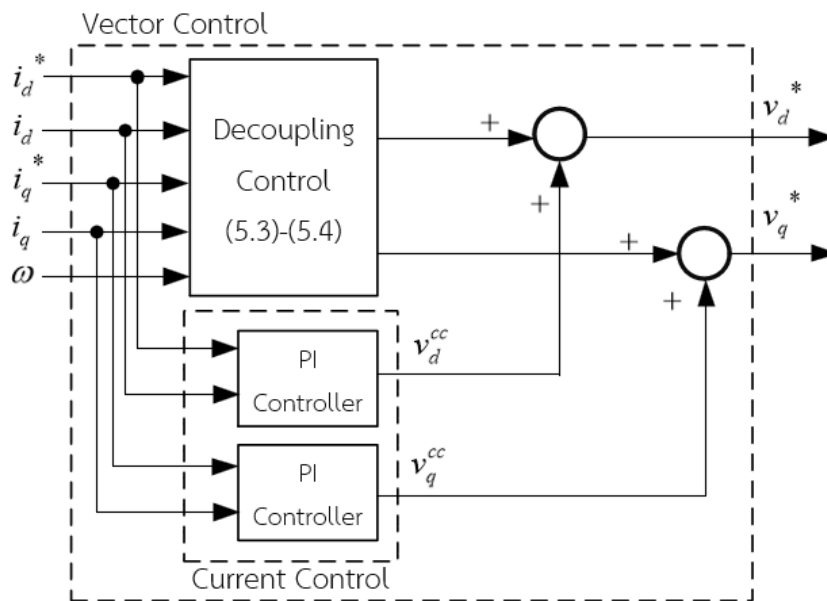 Vector Control
i_d^*
i_d
i_q^*
i_q
ω
Decoupling
Control
(5.3)-(5.4)
+
+
v_d^*
+
+
v_q^*
PI
Controller
v_d^{cc}
PI
Controller
v_q^{cc}
Current Control